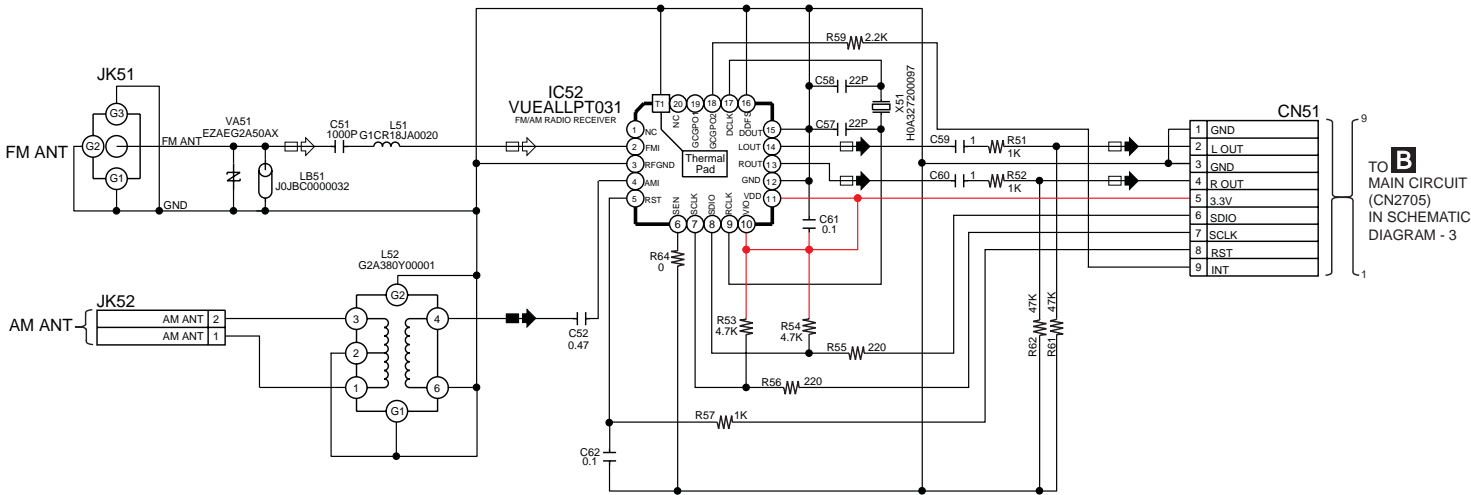 FM ANT
JK51
G3
G2
G1
VA51
EZAEG2A50AX
FM ANT
LB51
J0JBC0000032
GND
C51
1000P
L51
G1CR18JA0020
IC52
VUEALLPT031
FM/AM RADIO RECEIVER
T1
20
19
18
17
16
NC
GCGPO1
GCGPO2
DCLK
DFS
1 NC
2 FMI
3 RFGND
4 AMI
5 RST
Thermal
Pad
DOUT 15
LOUT 14
ROUT 13
GND 12
VDD 11
SEN
SCLK
SDIO
RCLK
VIO
6
7
8
9
10
R59 2.2K
C58 22P
C57 22P
X51
H0A327200097
C59 1 R51
1K
C60 1 R52
1K
C61
0.1
R64
0
AM ANT
JK52
AM ANT 2
AM ANT 1
L52
G2A380Y00001
G2
3
4
2
1
6
G1
C52
0.47
R53
4.7K
R54
4.7K
R55 220
R56 220
R57 1K
C62
0.1
R62 47K
R61 47K
CN51
1 GND
2 L OUT
3 GND
4 R OUT
5 3.3V
6 SDIO
7 SCLK
8 RST
9 INT
9
1
TO B
MAIN CIRCUIT
(CN2705)
IN SCHEMATIC
DIAGRAM - 3